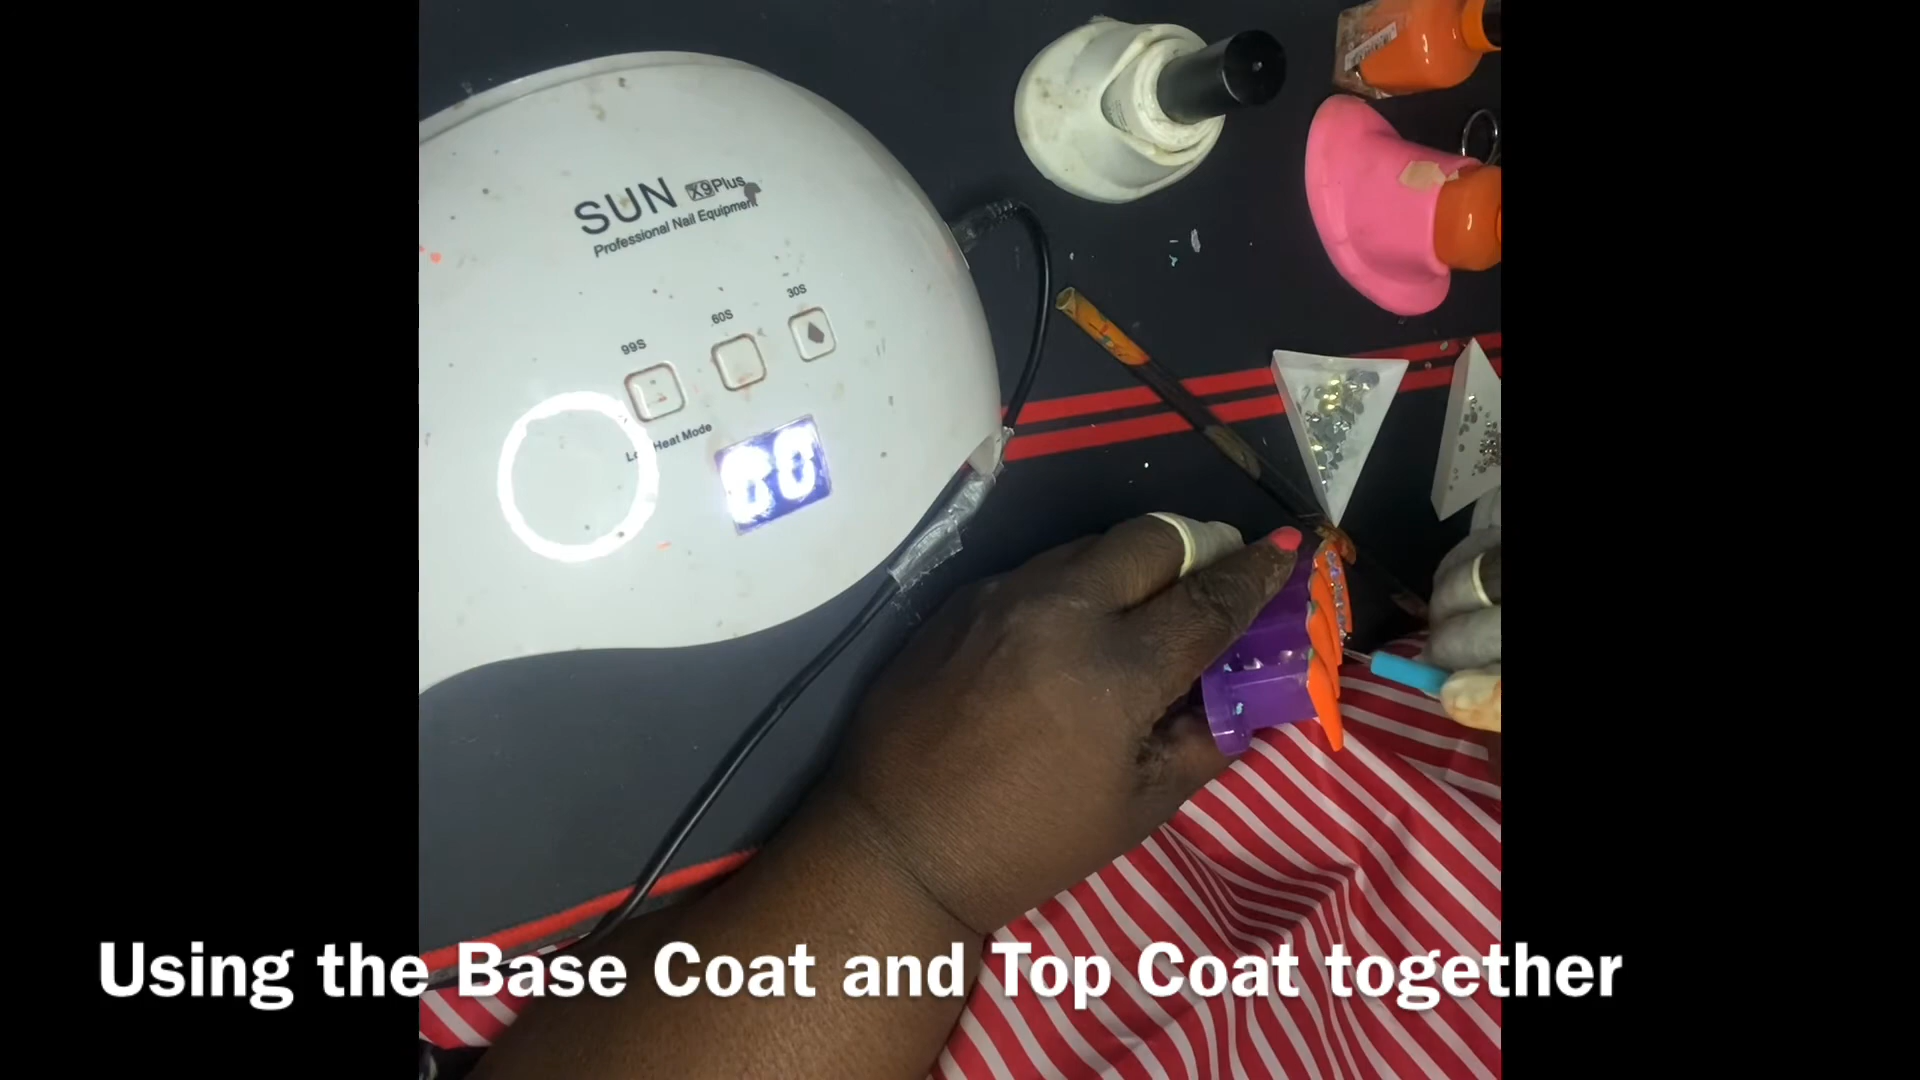 SUN X9Plus
Professional Nail Equipment
99S
60S
30S
Heat Mode
Using the Base Coat and Top Coat together